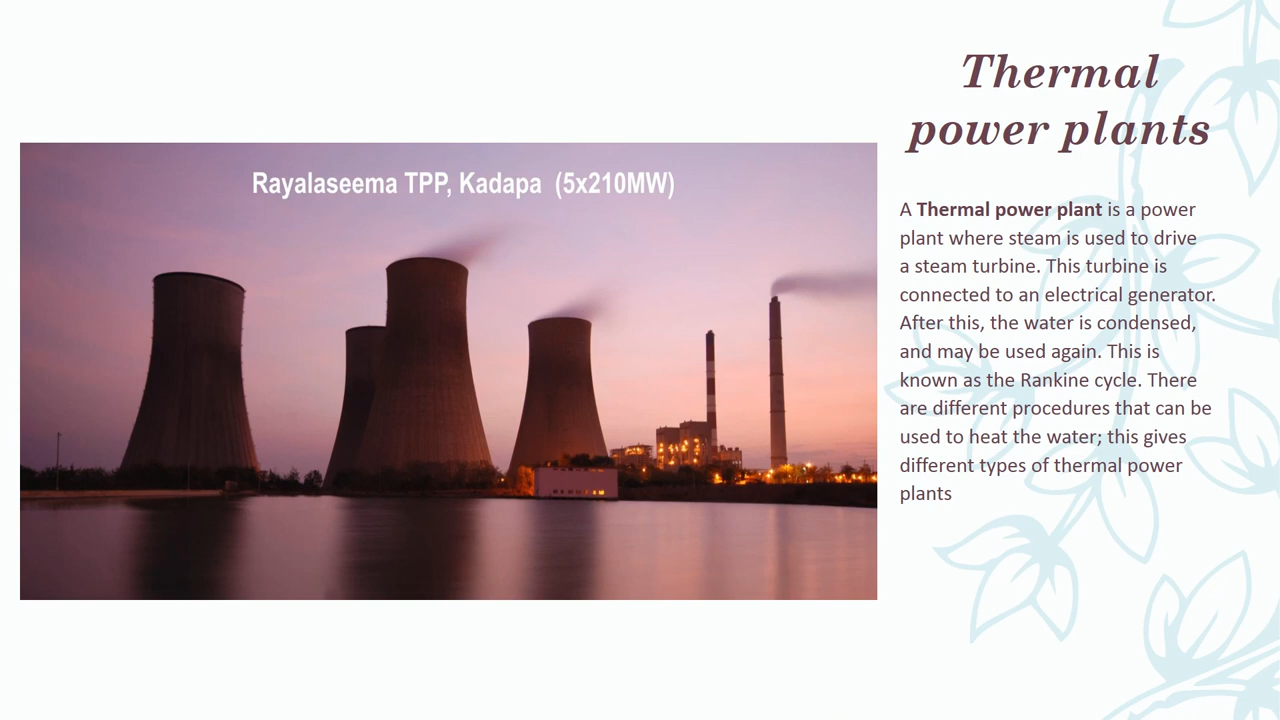 Thermal
power plants
Rayalaseema TPP, Kadapa (5x210MW)
A Thermal power plant is a power
plant where steam is used to drive
a steam turbine. This turbine is
connected to an electrical generator.
After this, the water is condensed,
and may be used again. This is
known as the Rankine cycle. There
are different procedures that can be
used to heat the water; this gives
different types of thermal power
plants